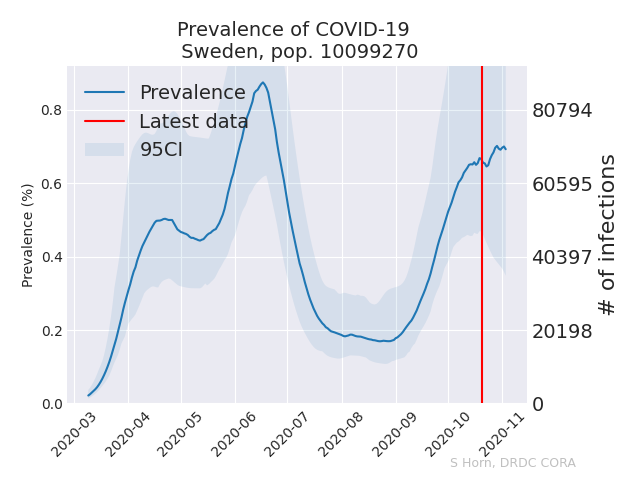 Prevalence of COVID-19
Sweden, pop. 10099270
Prevalence
Latest data
95CI
Prevalence (%)
0.8
0.6
0.4
0.2
0.0
80794
60595
40397
20198
0
# of infections
2020-03
2020-04
2020-05
2020-06
2020-07
2020-08
2020-09
2020-10
2020-11
S Horn, DRDC CORA